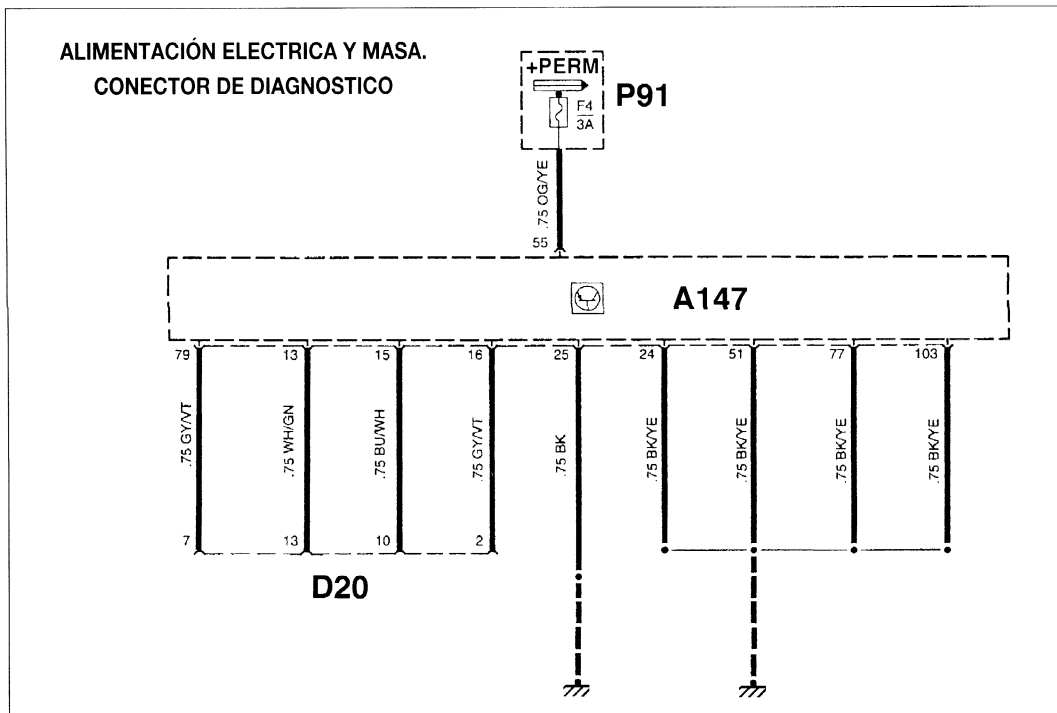 ALIMENTACIÓN ELECTRICA Y MASA.
CONECTOR DE DIAGNOSTICO
+PERM
P91
F4
3A
.75 OG/YE
55
A147
79 13 15 16 25 24 51 77 103
.75 GY/VT
.75 WH/GN
.75 BU/WH
.75 GY/VT
.75 BK
.75 BK/YE
.75 BK/YE
.75 BK/YE
.75 BK/YE
7 13 10 2
D20